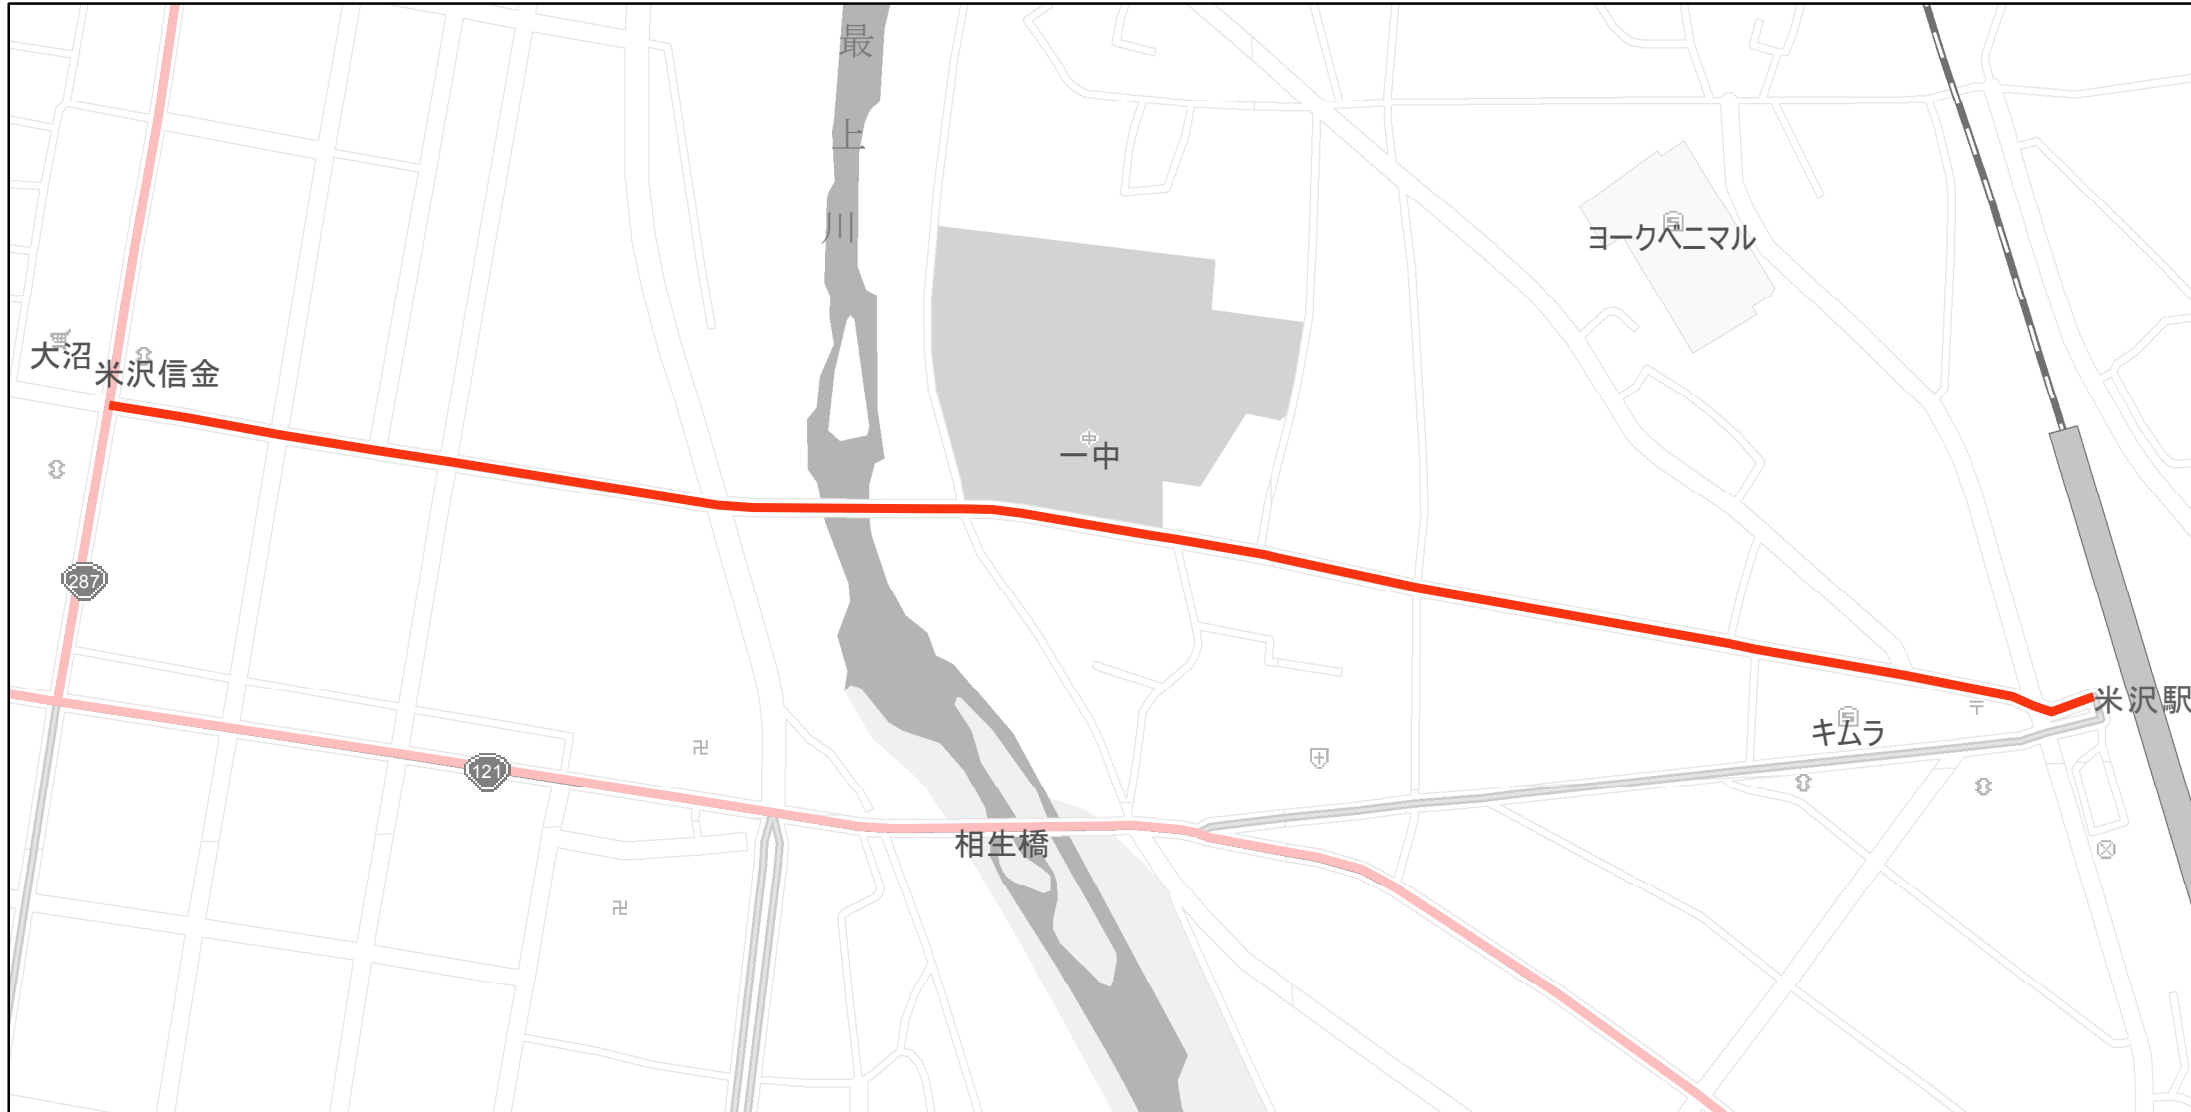 最上川
ヨークベニマル
大沼
米沢信金
一中
287
米沢駅
キムラ
121
相生橋